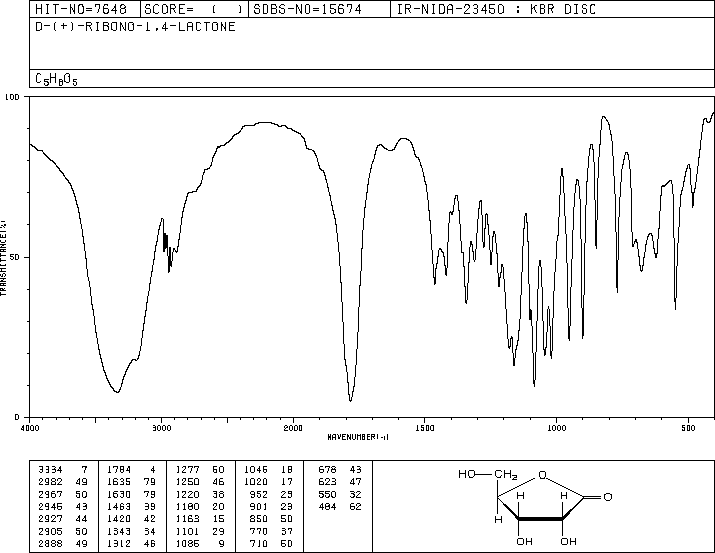 HIT-NO=7648 SCORE= ( ) SDBS-NO=15674 IR-NIDA-23450 : KBR DISC
D-(+)-RIBONO-1,4-LACTONE
C5H8O5
100
TRANSMITTANCE(%)
50
0
4000 3000 2000 1500 1000 500
WAVENUMBER(-1)
3334 7 1784 4 1277 50 1046 18 678 43
2982 49 1635 79 1250 46 1020 17 623 47
2967 50 1630 79 1220 38 952 23 550 32
2945 43 1463 39 1180 20 901 23 484 62
2927 44 1420 42 1163 15 850 50
2905 50 1343 34 1101 29 770 37
2888 49 1312 46 1085 9 710 50
HO CH2 O
H H O
H
OH OH